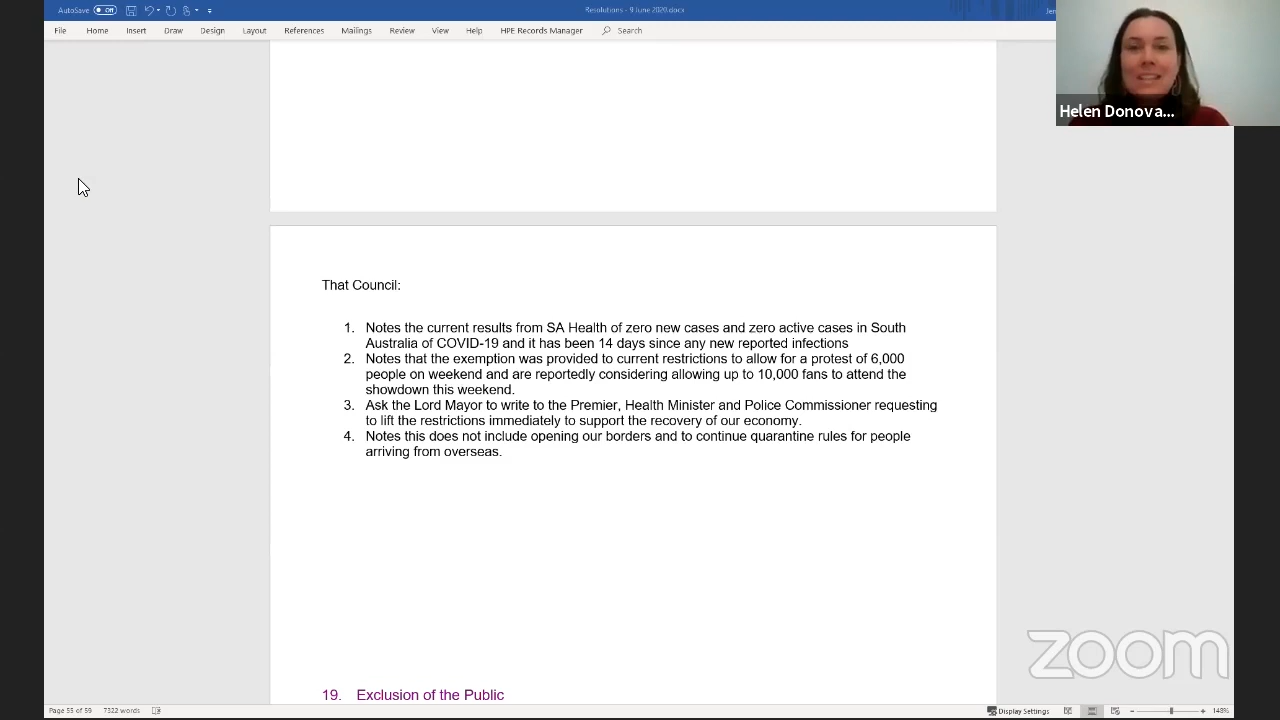 AutoSave Off Resolutions - 9 June 2020.docx
File Home Insert Draw Design Layout References Mailings Review View Help HPE Records Manager Search
Helen Donova...
That Council:
1. Notes the current results from SA Health of zero new cases and zero active cases in South
Australia of COVID-19 and it has been 14 days since any new reported infections
2. Notes that the exemption was provided to current restrictions to allow for a protest of 6,000
people on weekend and are reportedly considering allowing up to 10,000 fans to attend the
showdown this weekend.
3. Ask the Lord Mayor to write to the Premier, Health Minister and Police Commissioner requesting
to lift the restrictions immediately to support the recovery of our economy.
4. Notes this does not include opening our borders and to continue quarantine rules for people
arriving from overseas.
zoom
19. Exclusion of the Public
Page 55 of 59 7322 words Display Settings 148%